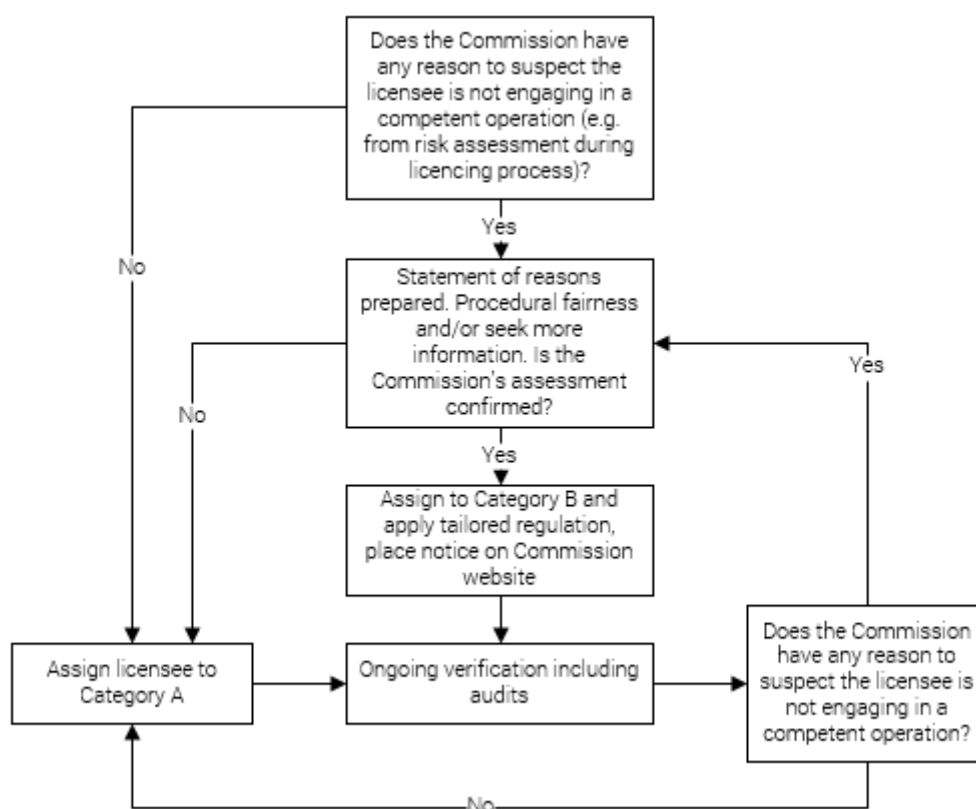 Does the Commission have
any reason to suspect the
licensee is not engaging in a
competent operation (e.g.
from risk assessment during
licencing process)?
Yes
No
Statement of reasons
prepared. Procedural fairness
and/or seek more
information. Is the
Commission's assessment
confirmed?
Yes
No
Yes
Assign to Category B and
apply tailored regulation,
place notice on Commission
website
Assign licensee to
Category A
Ongoing verification including
audits
Does the Commission
have any reason to
suspect the licensee is
not engaging in a
competent operation?
No